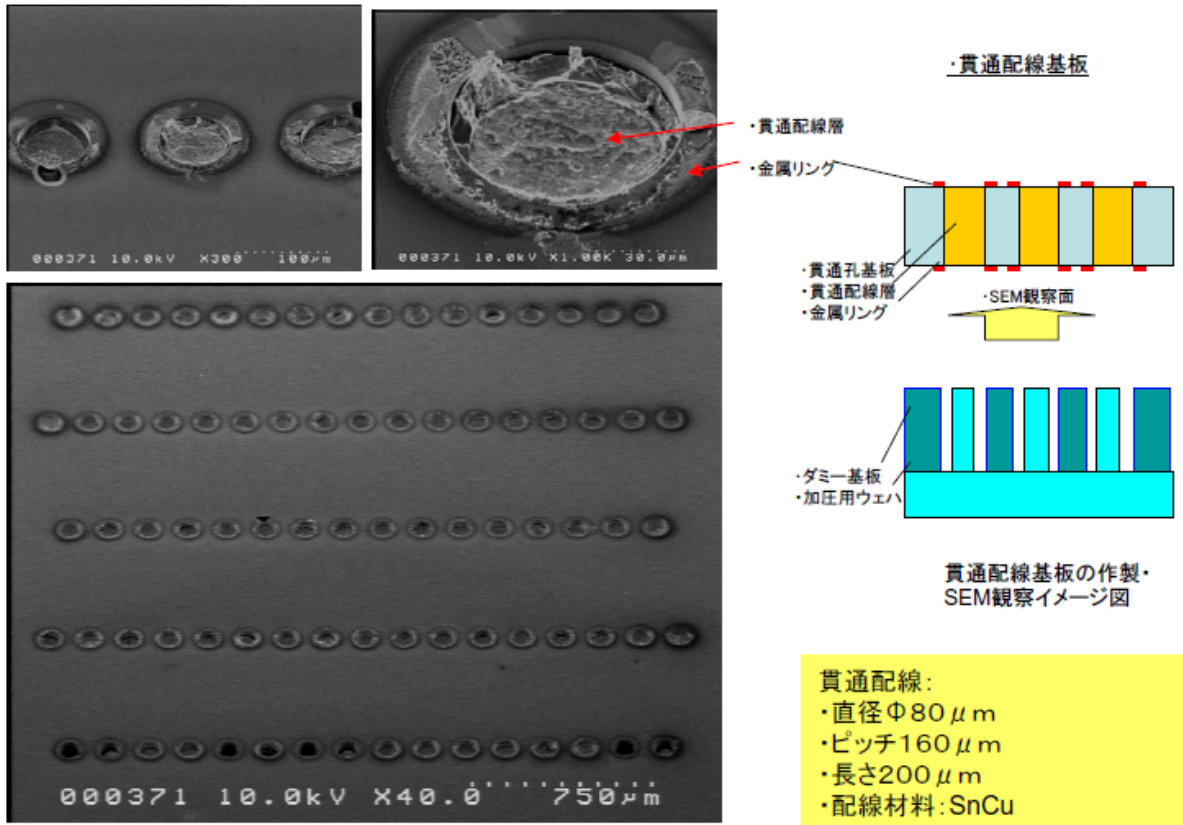 000371 10.0kV X300 100μm
000371 10.0kV X1.00K 30.0μm
・貫通配線基板
・貫通配線層
・金属リング
・貫通孔基板
・貫通配線層
・金属リング
・SEM観察面
・ダミー基板
・加圧用ウェハ
貫通配線基板の作製・
SEM観察イメージ図
000371 10.0kV X40.0 750μm
貫通配線：
・直径Φ80μm
・ピッチ160μm
・長さ200μm
・配線材料：SnCu